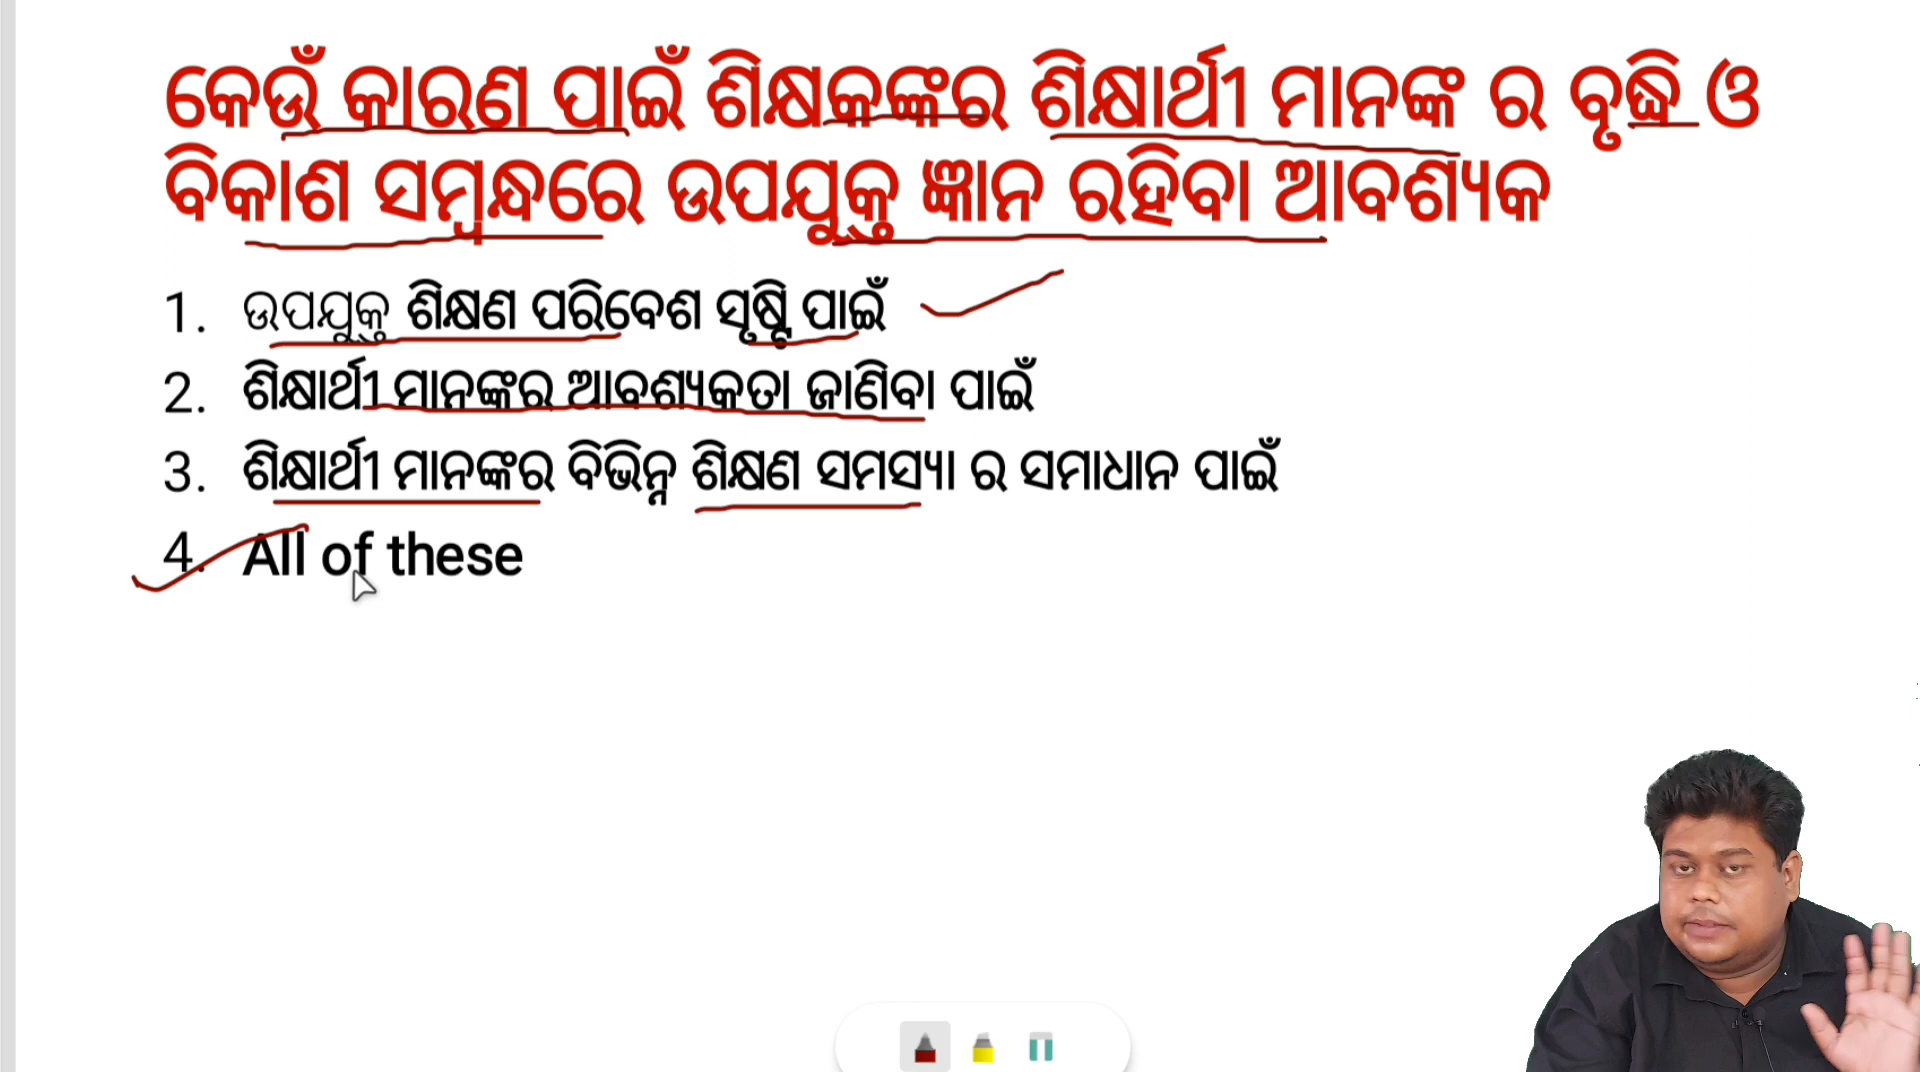 କେଉଁ କାରଣ ପାଇଁ ଶିକ୍ଷକଙ୍କର ଶିକ୍ଷାର୍ଥୀ ମାନଙ୍କ ର ବୃଦ୍ଧି ଓ
ବିକାଶ ସମ୍ବନ୍ଧରେ ଉପଯୁକ୍ତ ଜ୍ଞାନ ରହିବା ଆବଶ୍ୟକ
1. ଉପଯୁକ୍ତ ଶିକ୍ଷଣ ପରିବେଶ ସୃଷ୍ଟି ପାଇଁ
2. ଶିକ୍ଷାର୍ଥୀ ମାନଙ୍କର ଆବଶ୍ୟକତା ଜାଣିବା ପାଇଁ
3. ଶିକ୍ଷାର୍ଥୀ ମାନଙ୍କର ବିଭିନ୍ନ ଶିକ୍ଷଣ ସମସ୍ୟା ର ସମାଧାନ ପାଇଁ
4. All of these